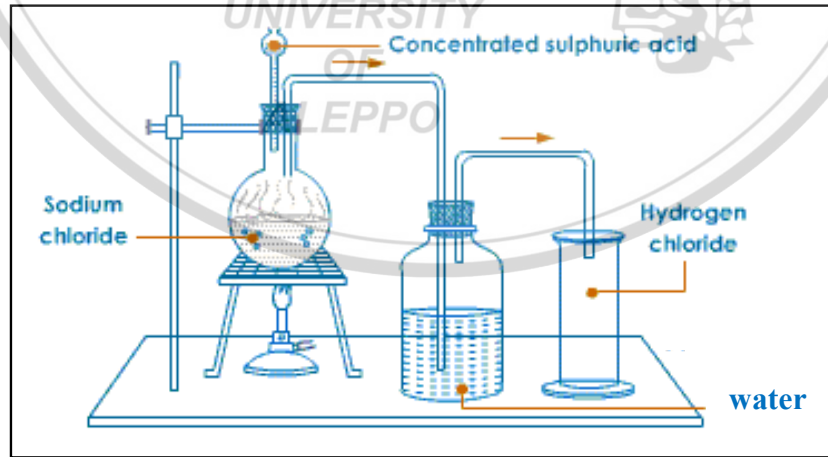 UNIVERSITY
OF
LEPPO
Concentrated sulphuric acid
Sodium
chloride
Hydrogen
chloride
water